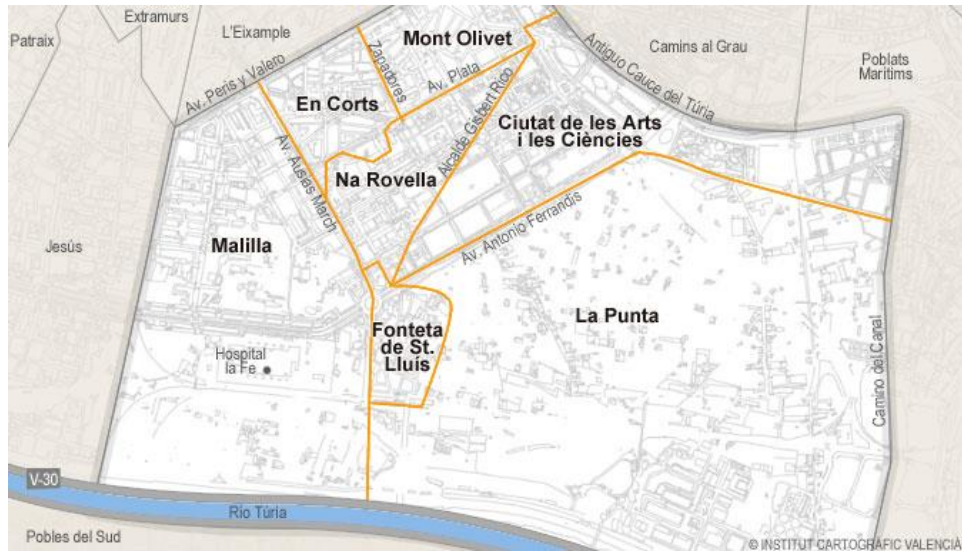 Extramurs
Patraix
L'Eixample
Mont Olivet
Camins al Grau
Poblats
Marítims
Antiguo Cauce del Túria
Av. Peris y Valero
Zapadores
Av. Plata
En Corts
Alcalde Gisbert Rico
Ciutat de les Arts
i les Ciències
Av. Ausias March
Na Rovella
Av. Antonio Ferrandis
Jesús
Malilla
La Punta
Fonteta
de St.
Lluís
Hospital
la Fe
Camino del Canal
V-30
Río Túria
Pobles del Sud
© INSTITUT CARTOGRÀFIC VALENCIÀ